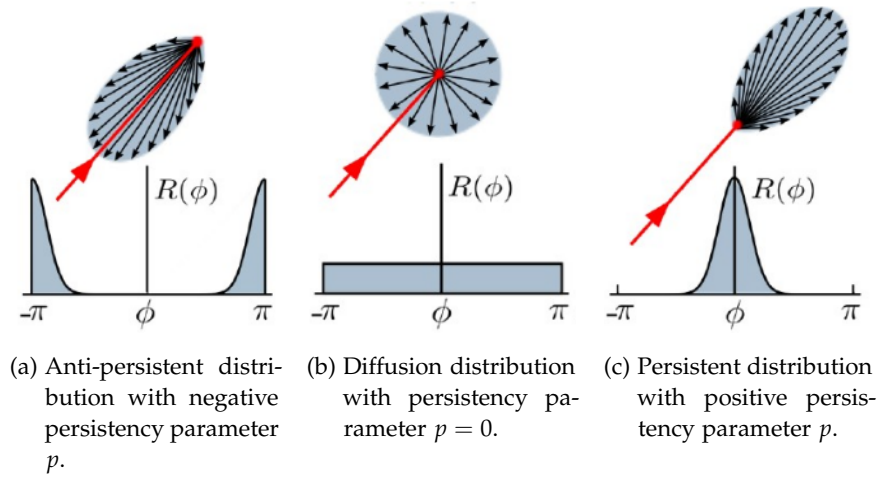 R(ϕ)
-π
ϕ
π
R(ϕ)
-π
ϕ
π
R(ϕ)
-π
ϕ
π
(a) Anti-persistent distri-
bution with negative
persistency parameter
p.
(b) Diffusion distribution
with persistency pa-
rameter p = 0.
(c) Persistent distribution
with positive persis-
tency parameter p.